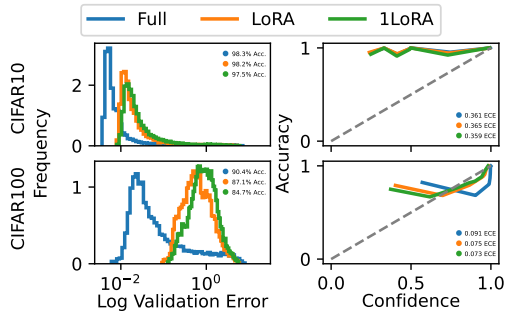 Full LoRA 1LoRA
CIFAR10
Frequency
2
0
98.3% Acc.
98.2% Acc.
97.5% Acc.
Accuracy
1
0
0.361 ECE
0.365 ECE
0.359 ECE
CIFAR100
1
0
90.4% Acc.
87.1% Acc.
84.7% Acc.
10⁻² 10⁰
Log Validation Error
1
0
0.091 ECE
0.075 ECE
0.073 ECE
0.0 0.5 1.0
Confidence